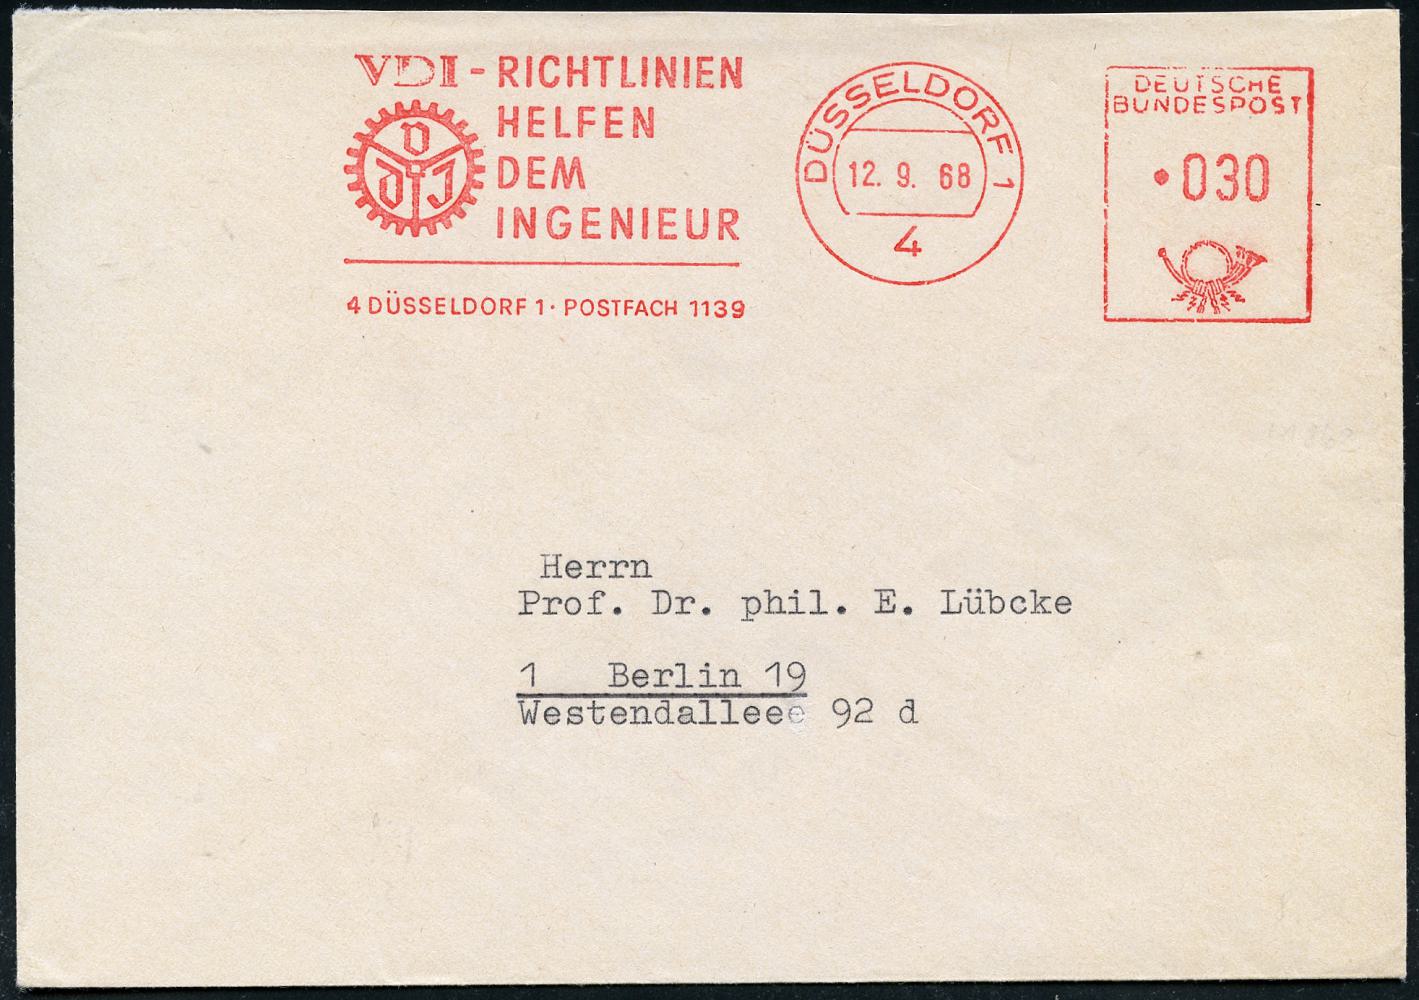 VDI - RICHTLINIEN
HELFEN
DEM
INGENIEUR
V
D I
4 DÜSSELDORF 1 · POSTFACH 1139
DÜSSELDORF 1
12. 9. 68
4
DEUTSCHE
BUNDESPOST
030
Herrn
Prof. Dr. phil. E. Lübcke
1 Berlin 19
Westendalleee 92 d